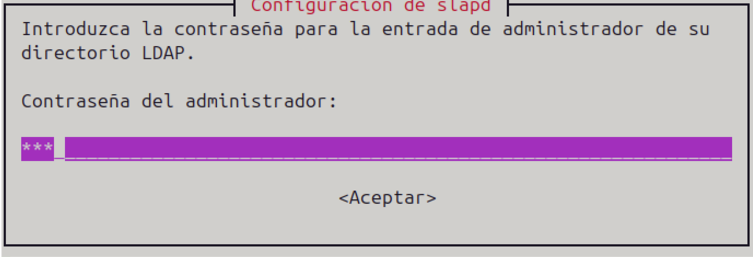 Configuración de slapd
Introduzca la contraseña para la entrada de administrador de su
directorio LDAP.
Contraseña del administrador:
***
<Aceptar>